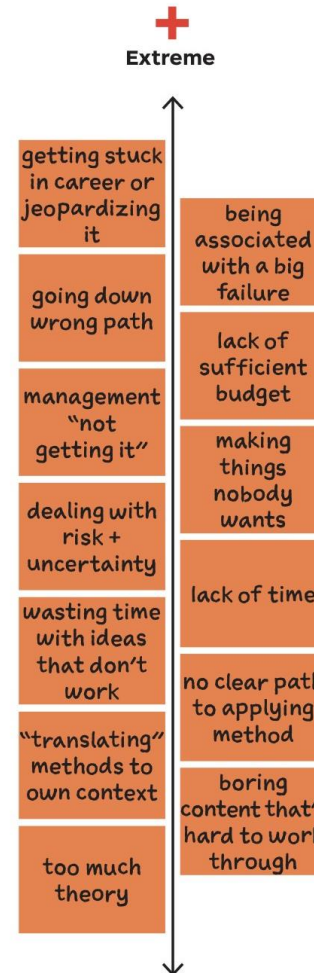 Extreme
getting stuck
in career or
jeopardizing
it
being
associated
with a big
failure
going down
wrong path
lack of
sufficient
budget
management
“not
getting it”
making
things
nobody
wants
dealing with
risk +
uncertainty
lack of time
wasting time
with ideas
that don’t
work
no clear path
to applying
method
“translating”
methods to
own context
boring
content that’s
hard to work
through
too much
theory